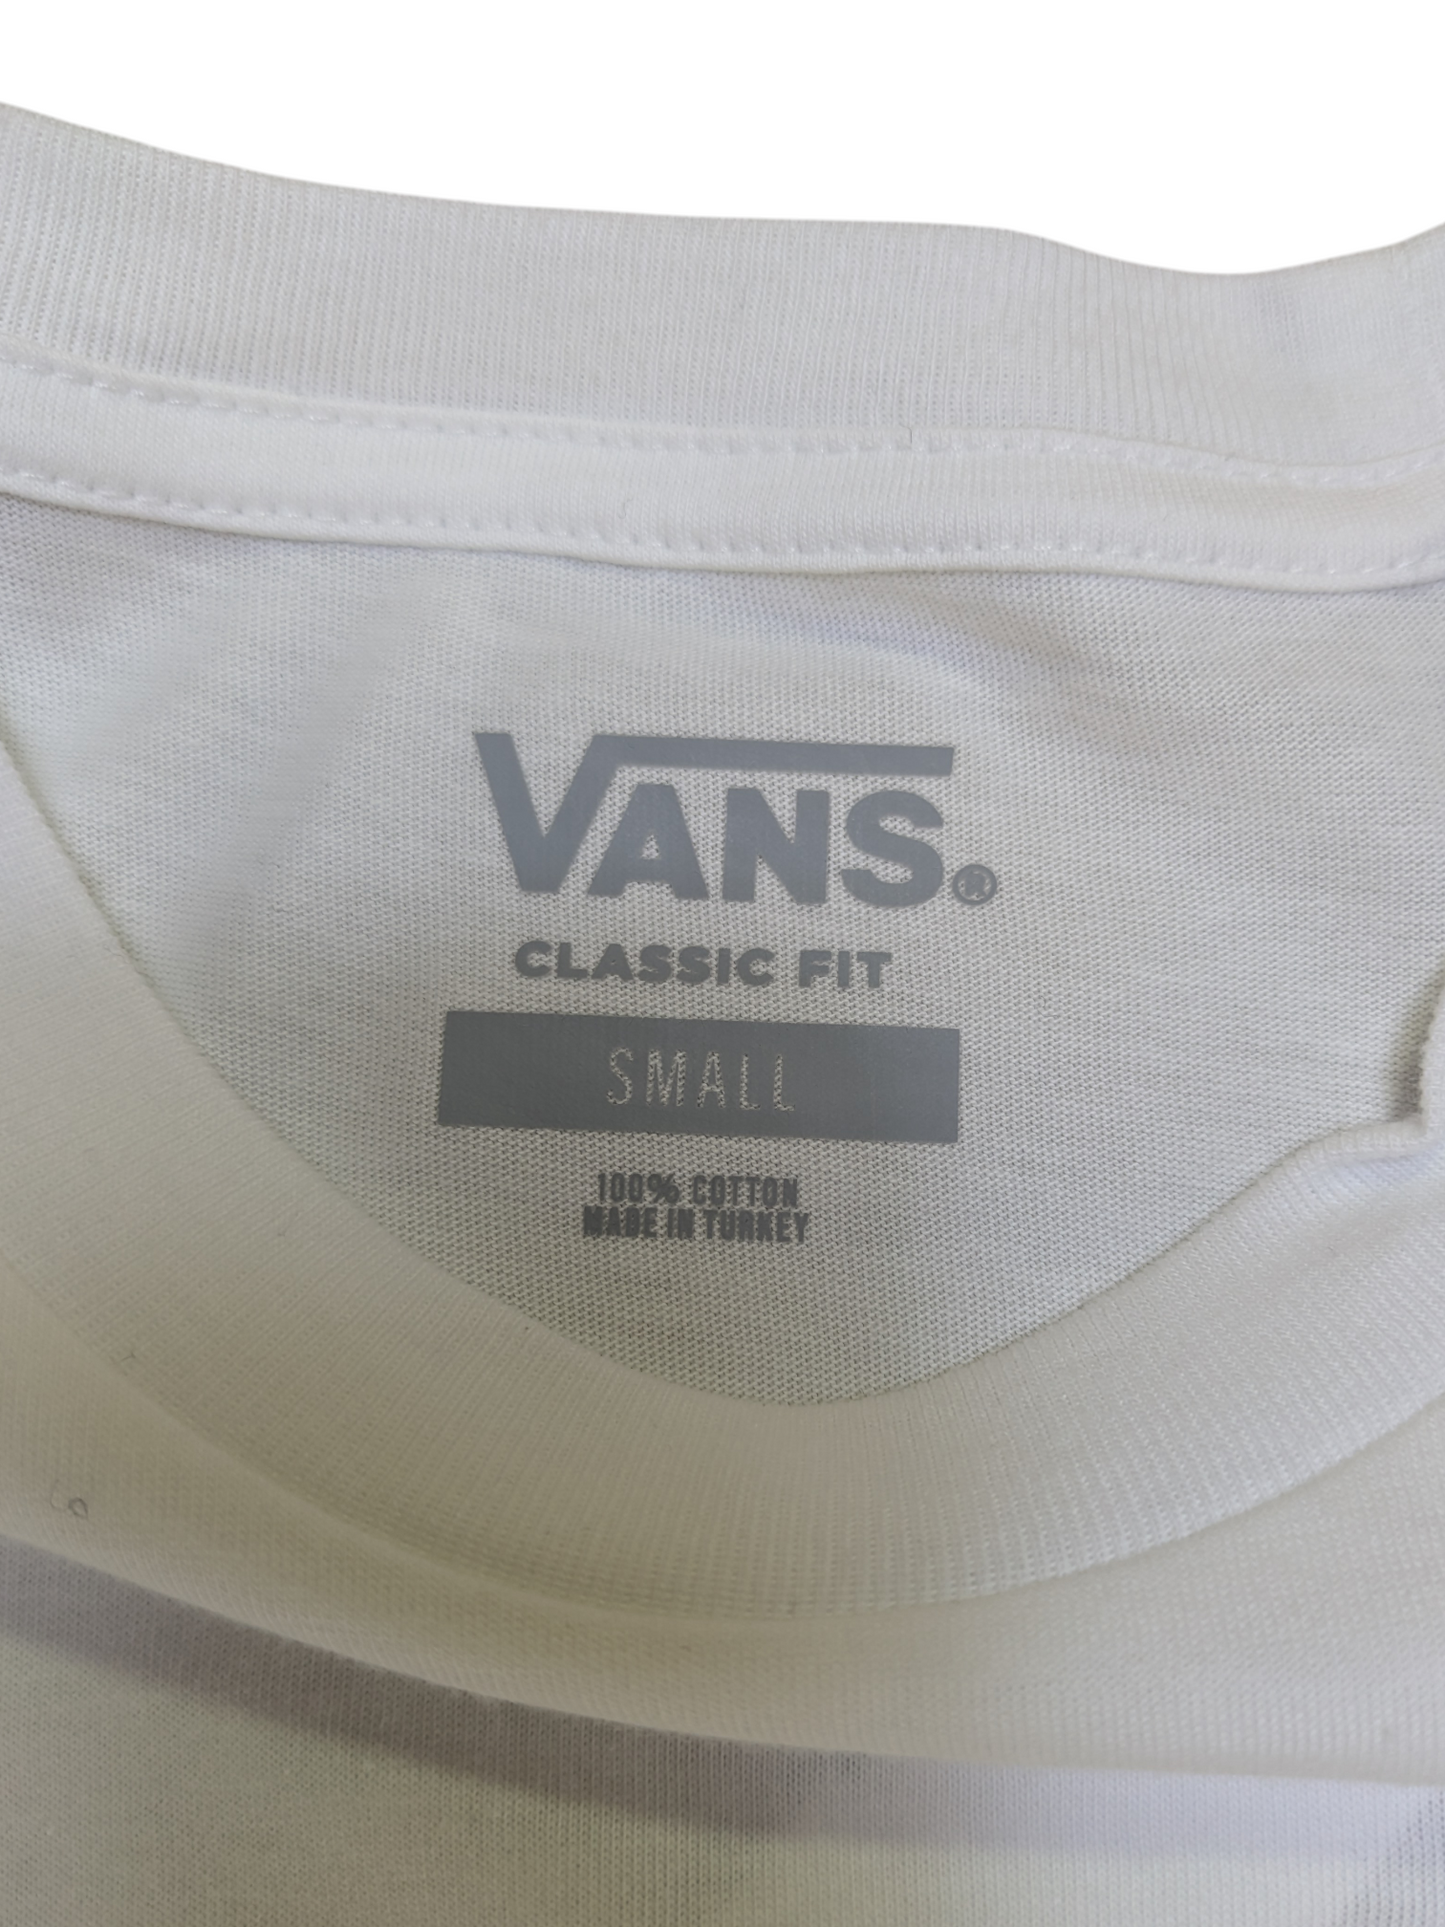 VANS®
CLASSIC FIT
SMALL
100% COTTON
MADE IN TURKEY